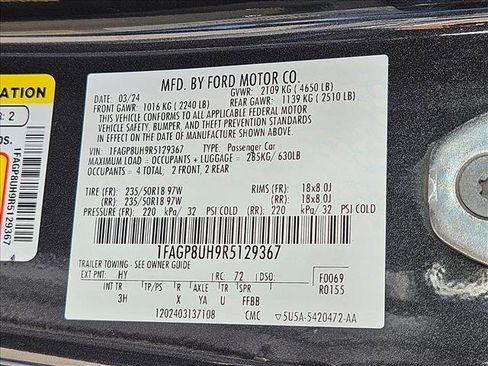 MFD. BY FORD MOTOR CO.
DATE: 03/24 GVWR: 2109 KG ( 4650 LB)
FRONT GAWR: 1016 KG ( 2240 LB) REAR GAWR: 1139 KG ( 2510 LB)
THIS VEHICLE CONFORMS TO ALL APPLICABLE FEDERAL MOTOR
VEHICLE SAFETY, BUMPER, AND THEFT PREVENTION STANDARDS
IN EFFECT ON THE DATE OF MANUFACTURE SHOWN ABOVE.
VIN: 1FAGP8UH9R5129367 TYPE: Passenger Car
MAXIMUM LOAD = OCCUPANTS + LUGGAGE = 285KG/ 630LB
OCCUPANTS = 4 TOTAL; 2 FRONT, 2 REAR
TIRE (FF): 235/50R18 97W RIMS (FF): 18x8.0J
(RR): 235/50R18 97W (RR): 18x8.0J
PRESSURE (FF): 220 kPa/ 32 PSI COLD (RR): 220 kPa/ 32 PSI COLD
1FAGP8UH9R5129367
TRAILER TOWING - SEE OWNER GUIDE
EXT PNT: HY RC: 72 DSO: F0069
INT TR TP/PS R AXLE TR SPR R0155
3H X YA U FFBB
1202403137108 CMC 5U5A-5420472-AA
: 2
OS.
1FAGP8UH9R5129367